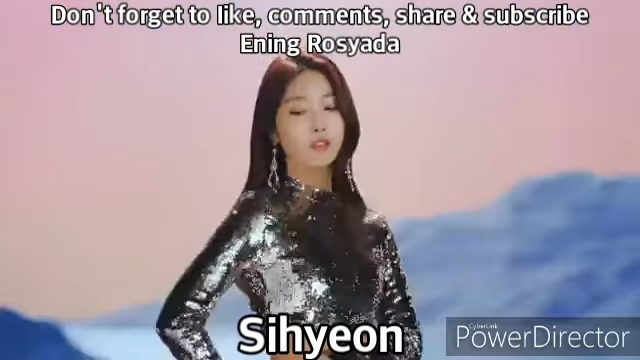 Don't forget to like, comments, share & subscribe
Ening Rosyada
Sihyeon
CyberLink
PowerDirector